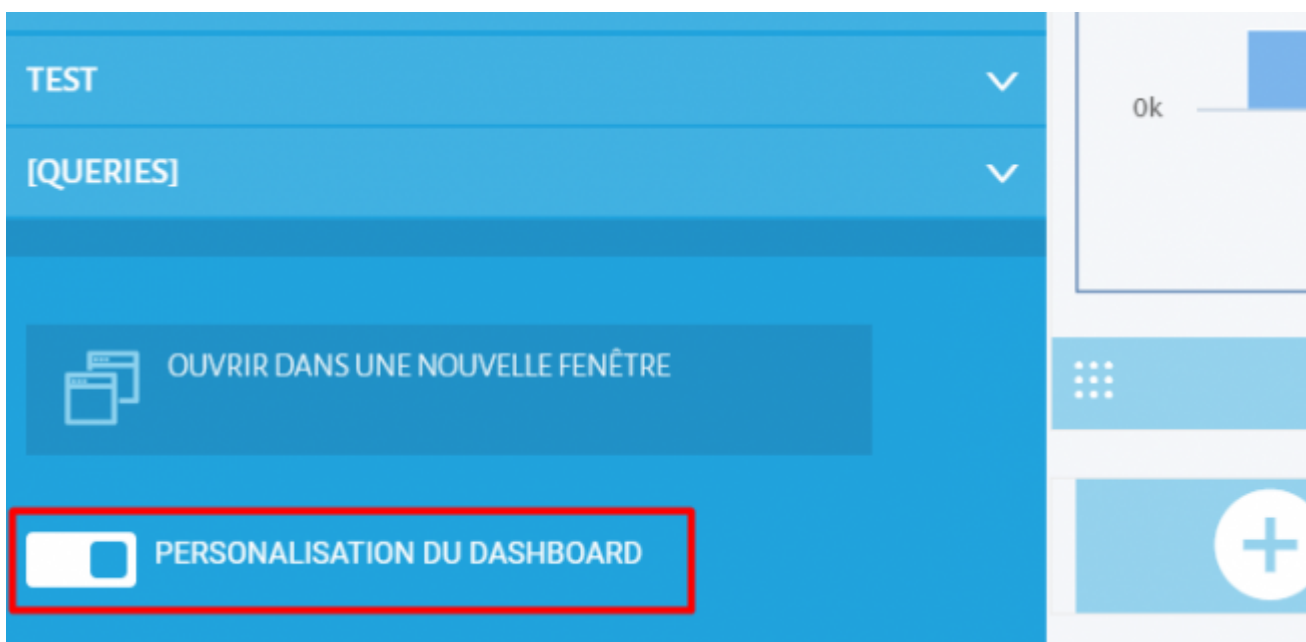 TEST
0k
[QUERIES]
OUVRIR DANS UNE NOUVELLE FENÊTRE
PERSONALISATION DU DASHBOARD